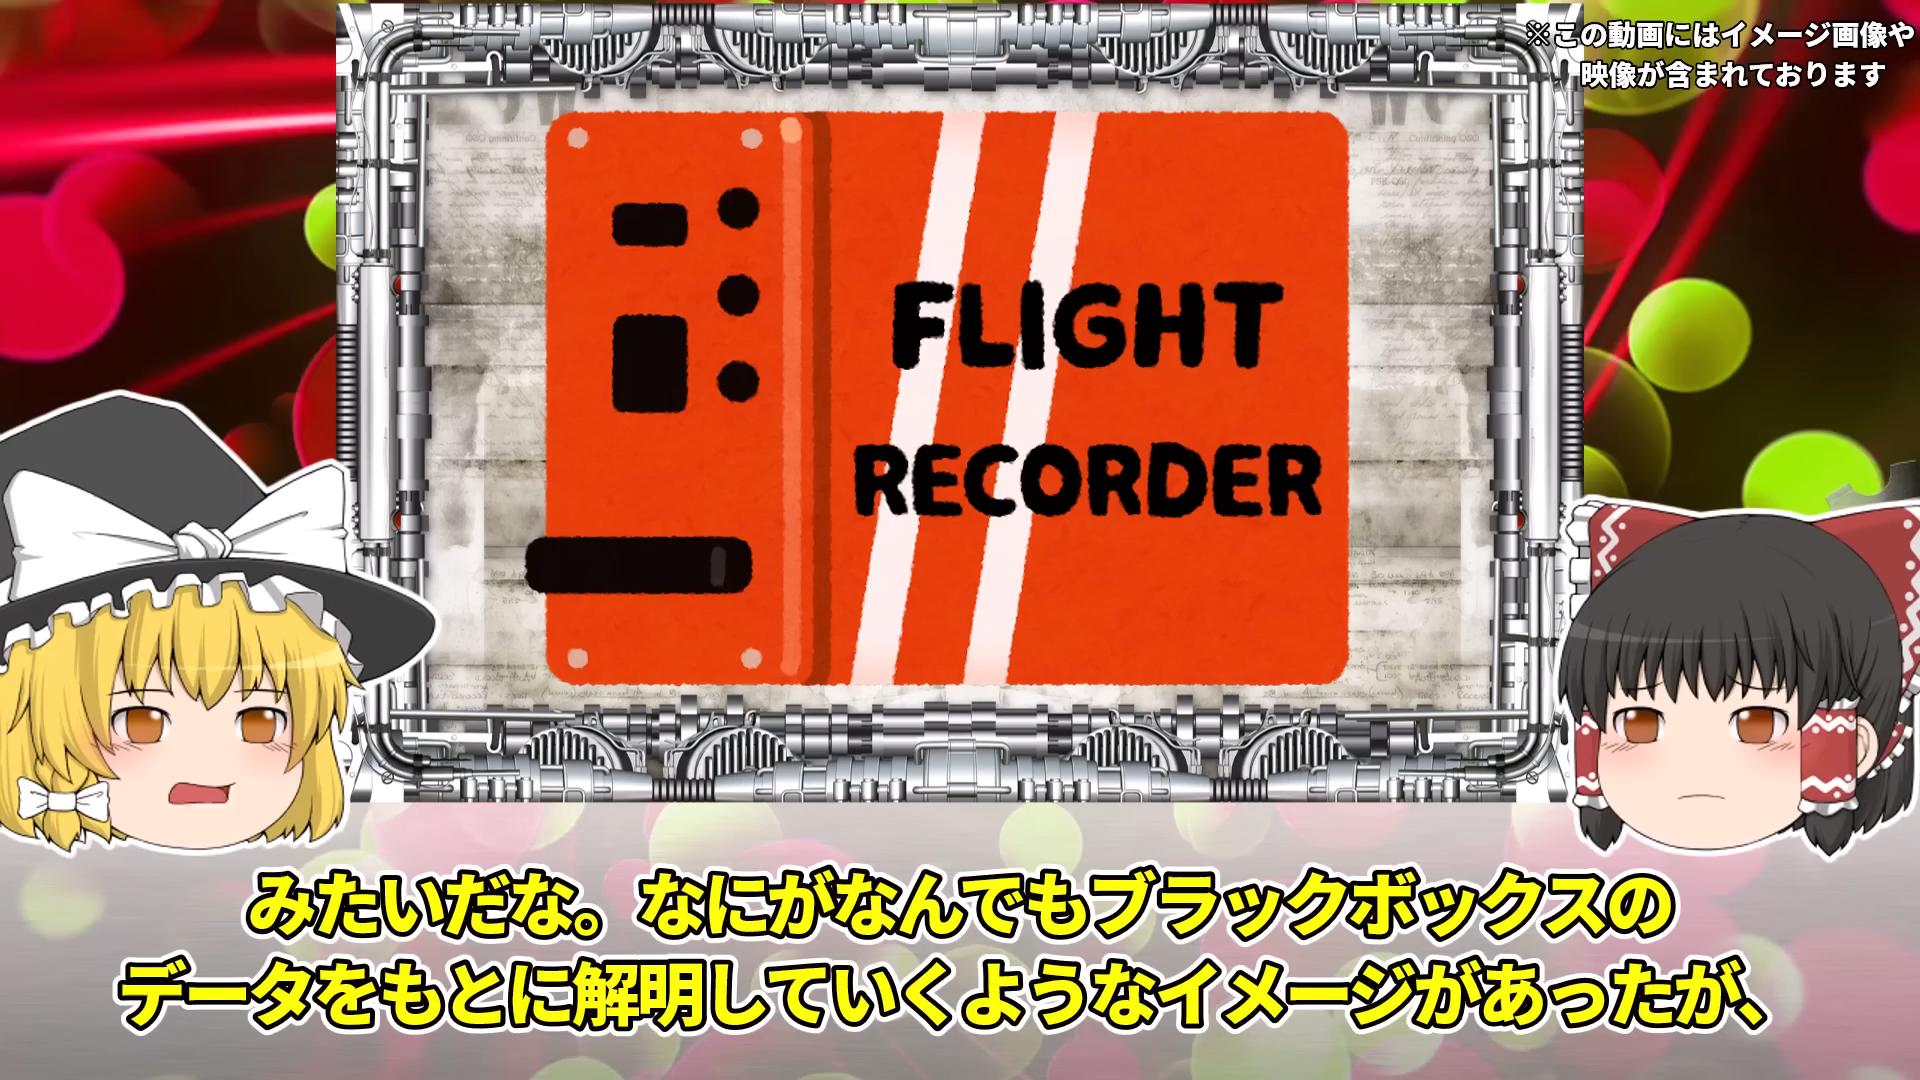 ※この動画にはイメージ画像や
映像が含まれております
FLIGHT
RECORDER
みたいだな。なにがなんでもブラックボックスの
データをもとに解明していくようなイメージがあったが、